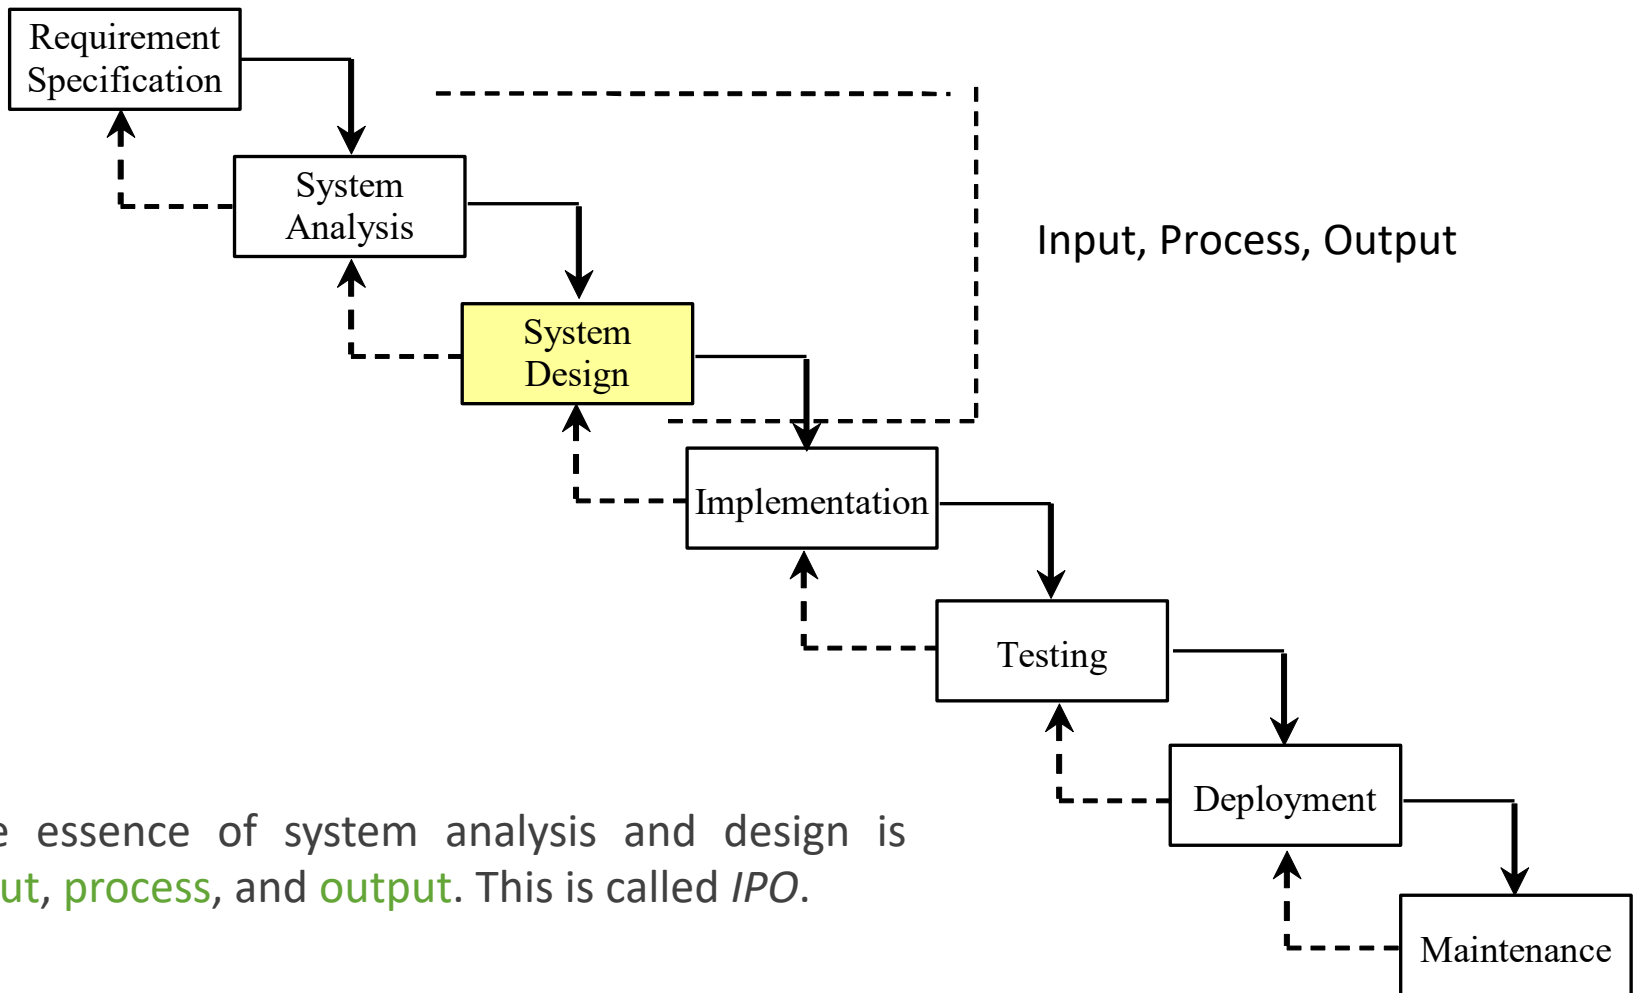 Requirement
Specification
System
Analysis
Input, Process, Output
System
Design
Implementation
Testing
Deployment
essence of system analysis and design is
process, and output. This is called IPO.
Maintenance